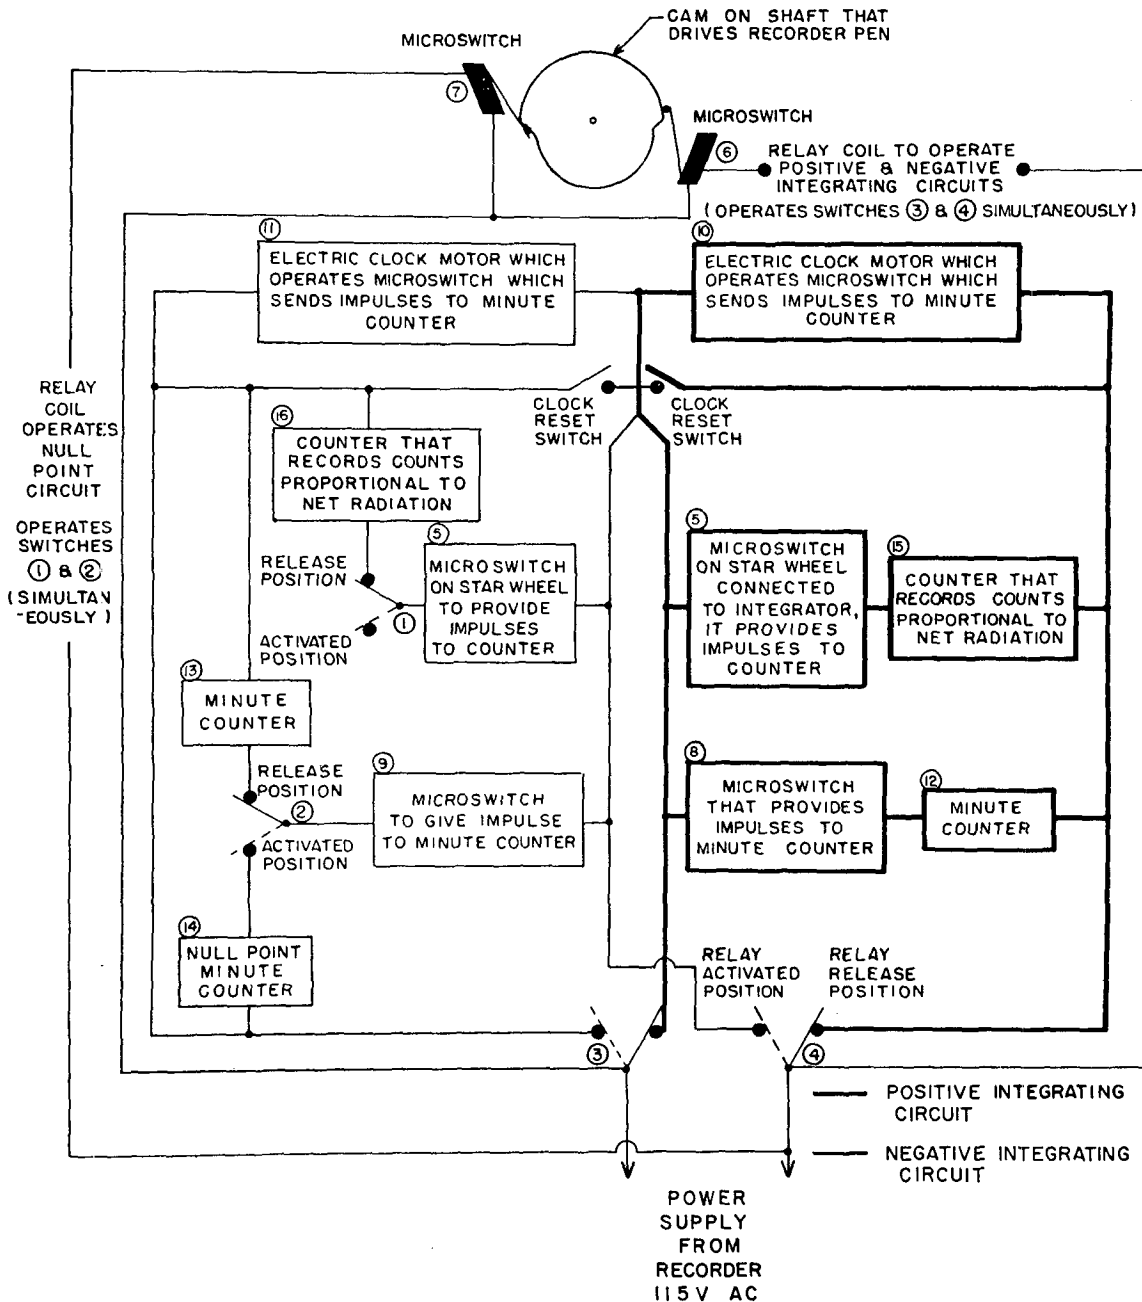 CAM ON SHAFT THAT
DRIVES RECORDER PEN
MICROSWITCH
⑦
MICROSWITCH
⑥
RELAY COIL TO OPERATE
POSITIVE & NEGATIVE
INTEGRATING CIRCUITS
(OPERATES SWITCHES ③ & ④ SIMULTANEOUSLY)
⑪
ELECTRIC CLOCK MOTOR WHICH
OPERATES MICROSWITCH WHICH
SENDS IMPULSES TO MINUTE
COUNTER
⑩
ELECTRIC CLOCK MOTOR WHICH
OPERATES MICROSWITCH WHICH
SENDS IMPULSES TO MINUTE
COUNTER
RELAY
COIL
OPERATES
NULL
POINT
CIRCUIT
OPERATES
SWITCHES
① & ②
(SIMULTAN
-EOUSLY)
CLOCK
RESET
SWITCH
CLOCK
RESET
SWITCH
⑯
COUNTER THAT
RECORDS COUNTS
PROPORTIONAL TO
NET RADIATION
RELEASE
POSITION
ACTIVATED
POSITION
①
⑤
MICROSWITCH
ON STAR WHEEL
TO PROVIDE
IMPULSES
TO COUNTER
⑤
MICROSWITCH
ON STAR WHEEL
CONNECTED
TO INTEGRATOR,
IT PROVIDES
IMPULSES TO
COUNTER
⑮
COUNTER THAT
RECORDS COUNTS
PROPORTIONAL TO
NET RADIATION
⑬
MINUTE
COUNTER
RELEASE
POSITION
②
ACTIVATED
POSITION
⑨
MICROSWITCH
TO GIVE IMPULSE
TO MINUTE COUNTER
⑧
MICROSWITCH
THAT PROVIDES
IMPULSES TO
MINUTE COUNTER
⑫
MINUTE
COUNTER
⑭
NULL POINT
MINUTE
COUNTER
RELAY
ACTIVATED
POSITION
RELAY
RELEASE
POSITION
③
④
POSITIVE INTEGRATING
CIRCUIT
NEGATIVE INTEGRATING
CIRCUIT
POWER
SUPPLY
FROM
RECORDER
115V AC